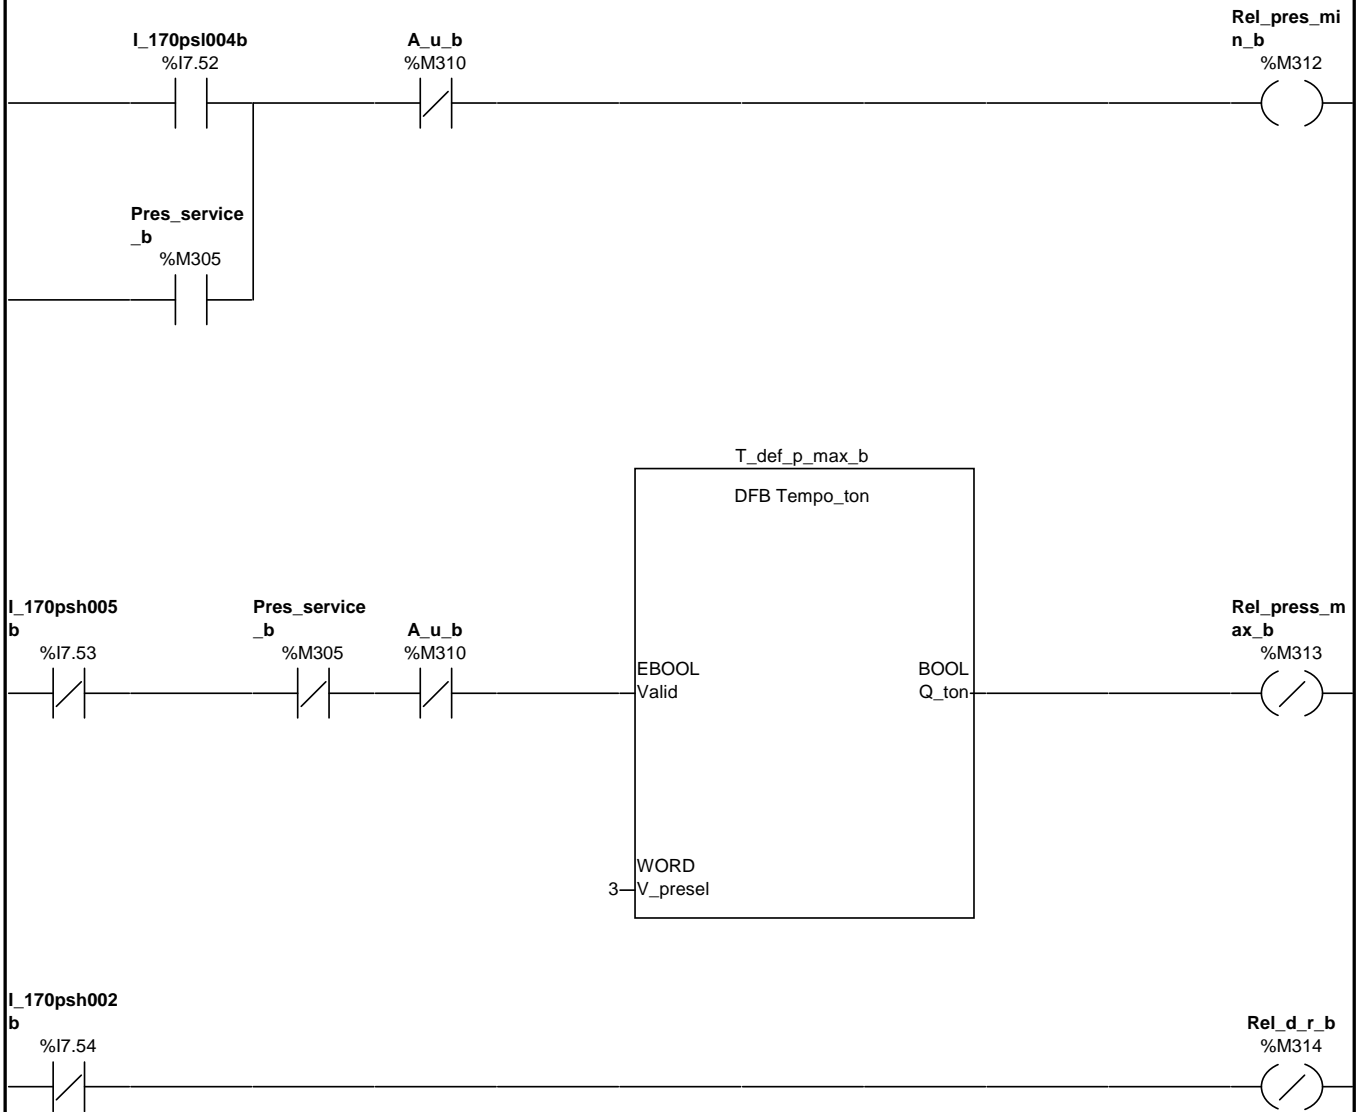 Rel_pres_mi
n_b
I_170psl004b
A_u_b
%I7.52
%M310
%M312
Pres_service
_b
%M305
T_def_p_max_b
DFB Tempo_ton
I_170psh005
b
Pres_service
_b
A_u_b
Rel_press_m
ax_b
%I7.53
%M305
%M310
%M313
EBOOL
Valid
BOOL
Q_ton
WORD
3
V_presel
I_170psh002
b
Rel_d_r_b
%I7.54
%M314